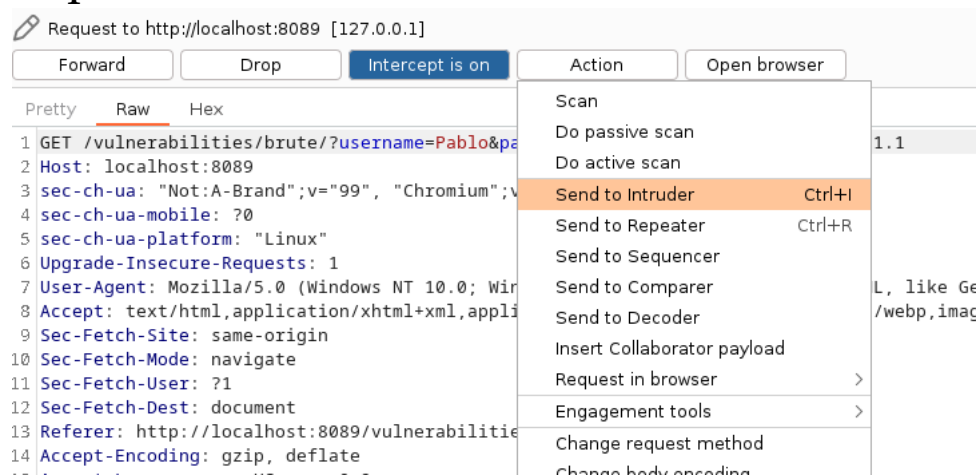 Request to http://localhost:8089 [127.0.0.1]
Forward Drop Intercept is on Action Open browser
Pretty Raw Hex
Scan
Do passive scan
Do active scan
Send to Intruder Ctrl+I
Send to Repeater Ctrl+R
Send to Sequencer
Send to Comparer
Send to Decoder
Insert Collaborator payload
Request in browser
Engagement tools
Change request method
Change body encoding
1 GET /vulnerabilities/brute/?username=Pablo&pa 1.1
2 Host: localhost:8089
3 sec-ch-ua: "Not:A-Brand";v="99", "Chromium";v
4 sec-ch-ua-mobile: ?0
5 sec-ch-ua-platform: "Linux"
6 Upgrade-Insecure-Requests: 1
7 User-Agent: Mozilla/5.0 (Windows NT 10.0; Win L, like Ge
8 Accept: text/html,application/xhtml+xml,appli /webp,imag
9 Sec-Fetch-Site: same-origin
10 Sec-Fetch-Mode: navigate
11 Sec-Fetch-User: ?1
12 Sec-Fetch-Dest: document
13 Referer: http://localhost:8089/vulnerabilitie
14 Accept-Encoding: gzip, deflate